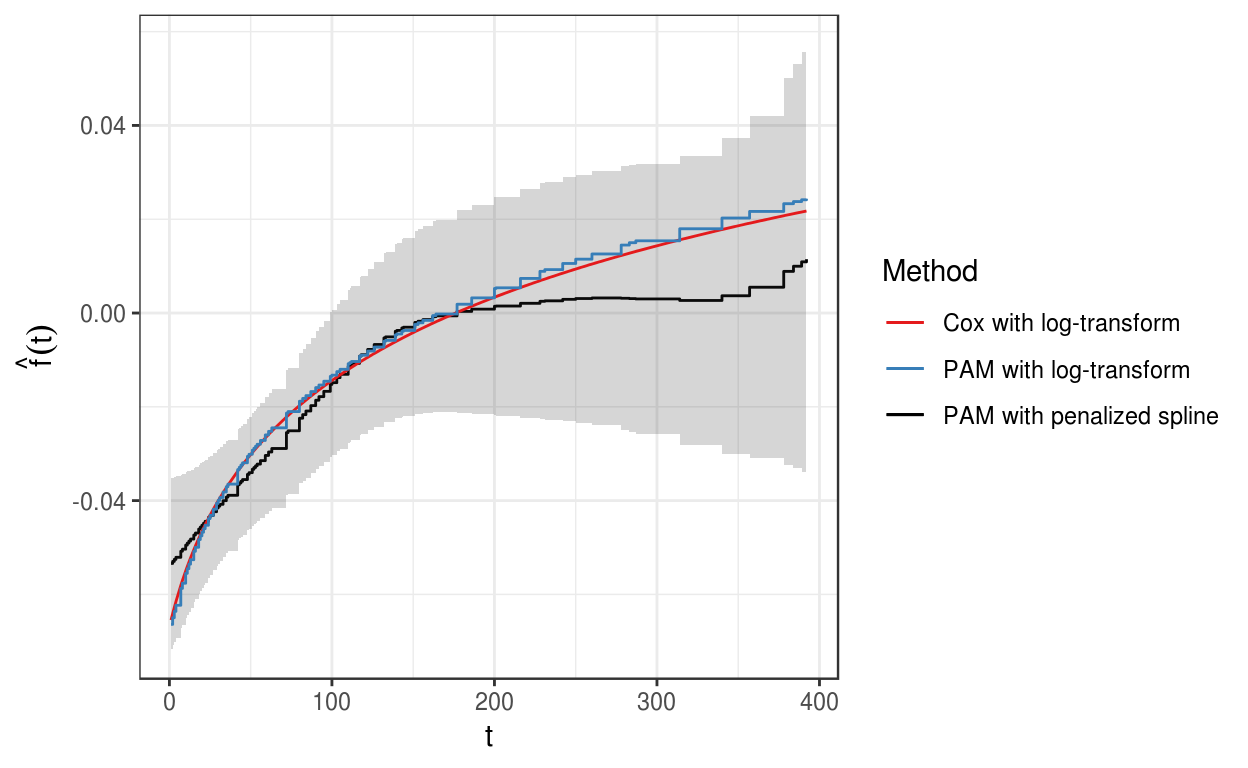 0.04
0.00
-0.04
f̂(t)
0 100 200 300 400
t
Method
Cox with log-transform
PAM with log-transform
PAM with penalized spline